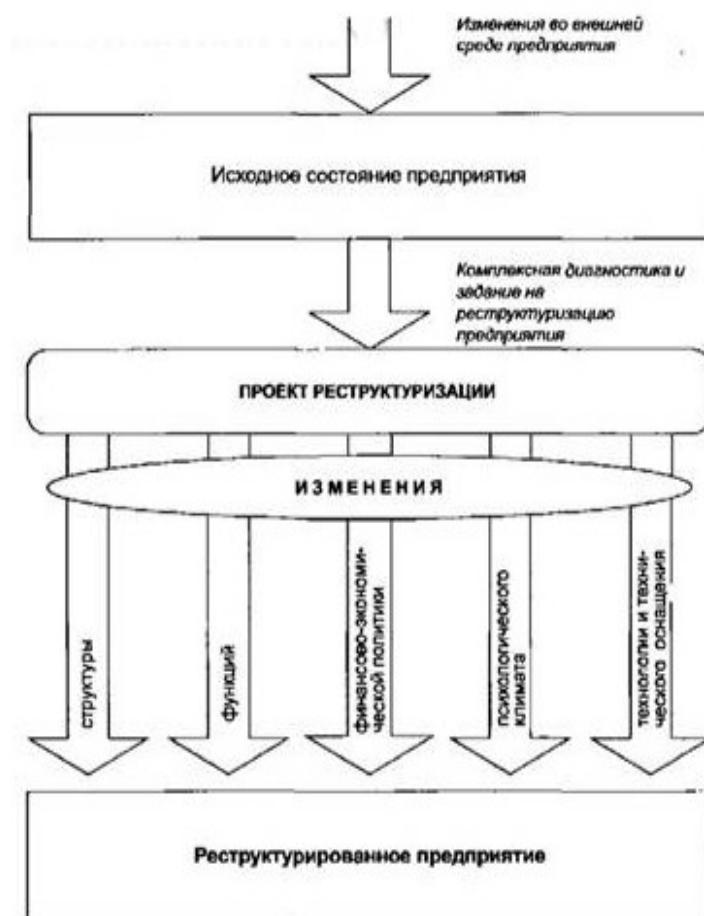 Изменения во внешней
среде предприятия
Исходное состояние предприятия
Комплексная диагностика и
задание на
реструктуризацию
предприятия
ПРОЕКТ РЕСТРУКТУРИЗАЦИИ
ИЗМЕНЕНИЯ
структуры
функций
финансово-экономи-
ческой политики
психологического
климата
технологии и техни-
ческого оснащения
Реструктурированное предприятие